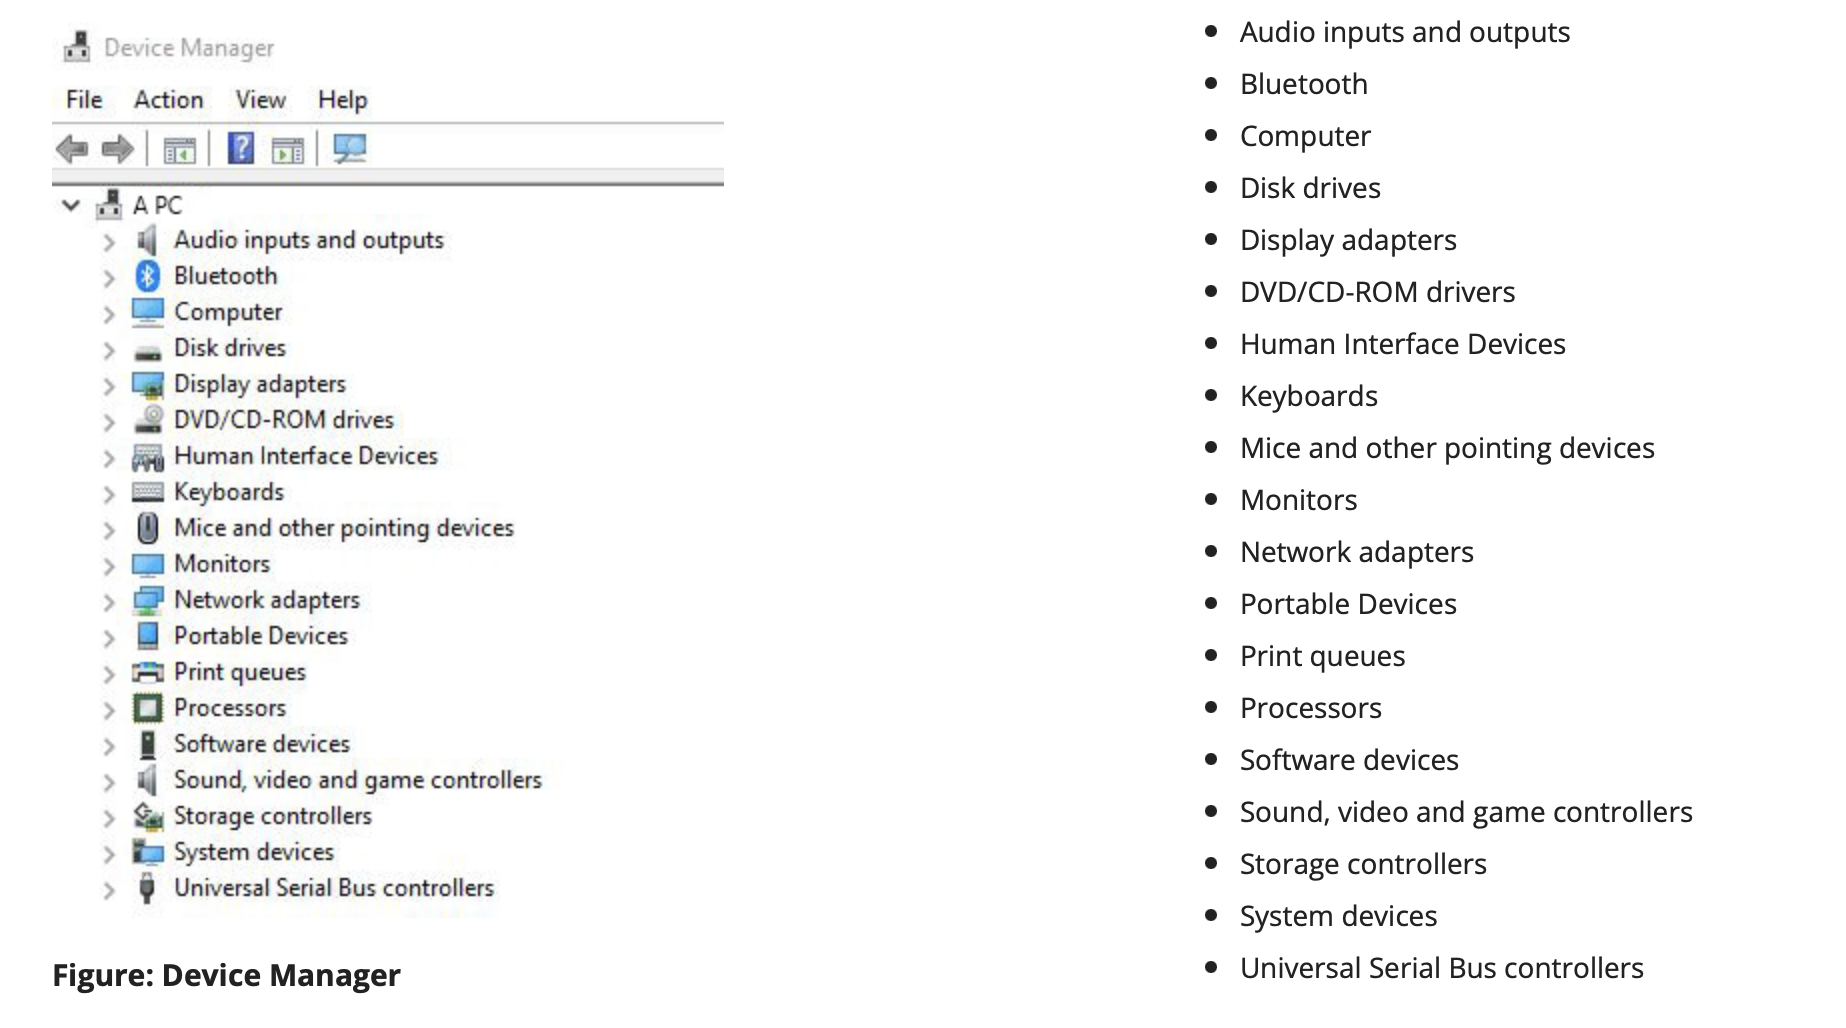 Device Manager
File Action View Help
A PC
Audio inputs and outputs
Bluetooth
Computer
Disk drives
Display adapters
DVD/CD-ROM drives
Human Interface Devices
Keyboards
Mice and other pointing devices
Monitors
Network adapters
Portable Devices
Print queues
Processors
Software devices
Sound, video and game controllers
Storage controllers
System devices
Universal Serial Bus controllers
Figure: Device Manager
• Audio inputs and outputs
• Bluetooth
• Computer
• Disk drives
• Display adapters
• DVD/CD-ROM drivers
• Human Interface Devices
• Keyboards
• Mice and other pointing devices
• Monitors
• Network adapters
• Portable Devices
• Print queues
• Processors
• Software devices
• Sound, video and game controllers
• Storage controllers
• System devices
• Universal Serial Bus controllers